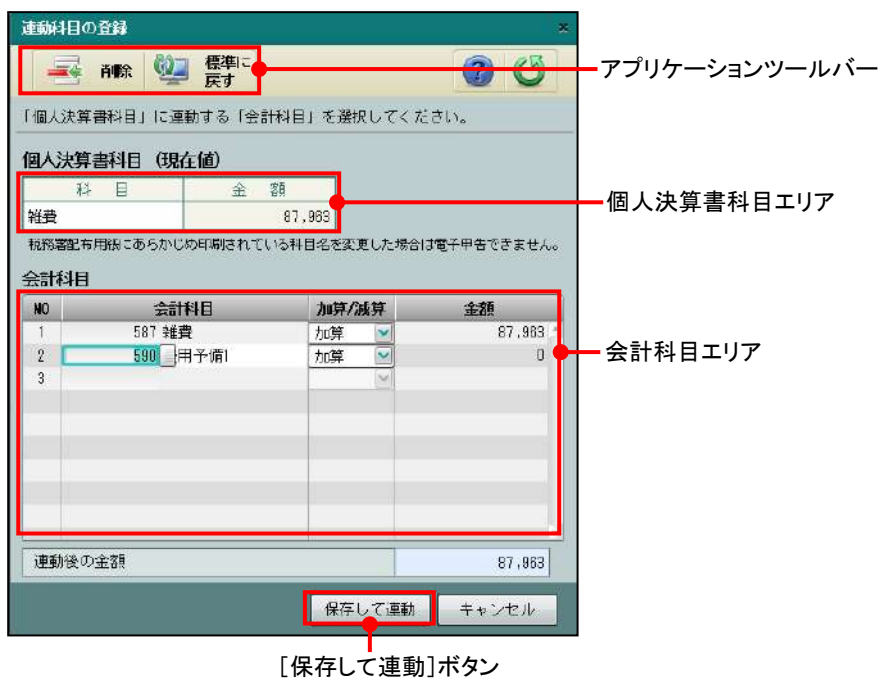 連動科目の登録
削除 標準に
戻す
アプリケーションツールバー
「個人決算書科目」に連動する「会計科目」を選択してください。
個人決算書科目 (現在値)
科 目 金 額
個人決算書科目エリア
雑費 87,963
税務署配布用紙にあらかじめ印刷されている科目名を変更した場合は電子申告できません。
会計科目
NO 会計科目 加算/減算 金額
1 587 雑費 加算 87,963
2 590 用予備1 加算 0
会計科目エリア
3
連動後の金額 87,963
保存して連動 キャンセル
[保存して連動]ボタン